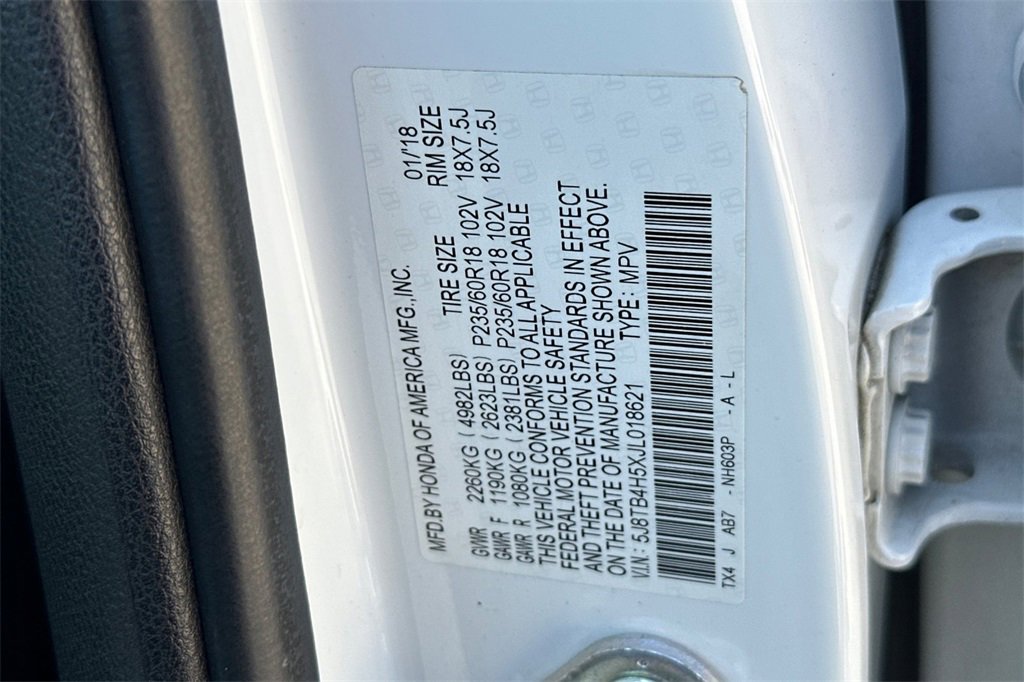 MFD. BY HONDA OF AMERICA MFG., INC. 01/'18
TIRE SIZE RIM SIZE
GVWR 2260KG ( 4982LBS)
GAWR F 1190KG ( 2623LBS) P235/60R18 102V 18X7.5J
GAWR R 1080KG ( 2381LBS) P235/60R18 102V 18X7.5J
THIS VEHICLE CONFORMS TO ALL APPLICABLE
FEDERAL MOTOR VEHICLE SAFETY
AND THEFT PREVENTION STANDARDS IN EFFECT
ON THE DATE OF MANUFACTURE SHOWN ABOVE.
V.I.N.: 5J8TB4H5XJL018621 TYPE: MPV
TX4 J AB7 - NH603P - A - L